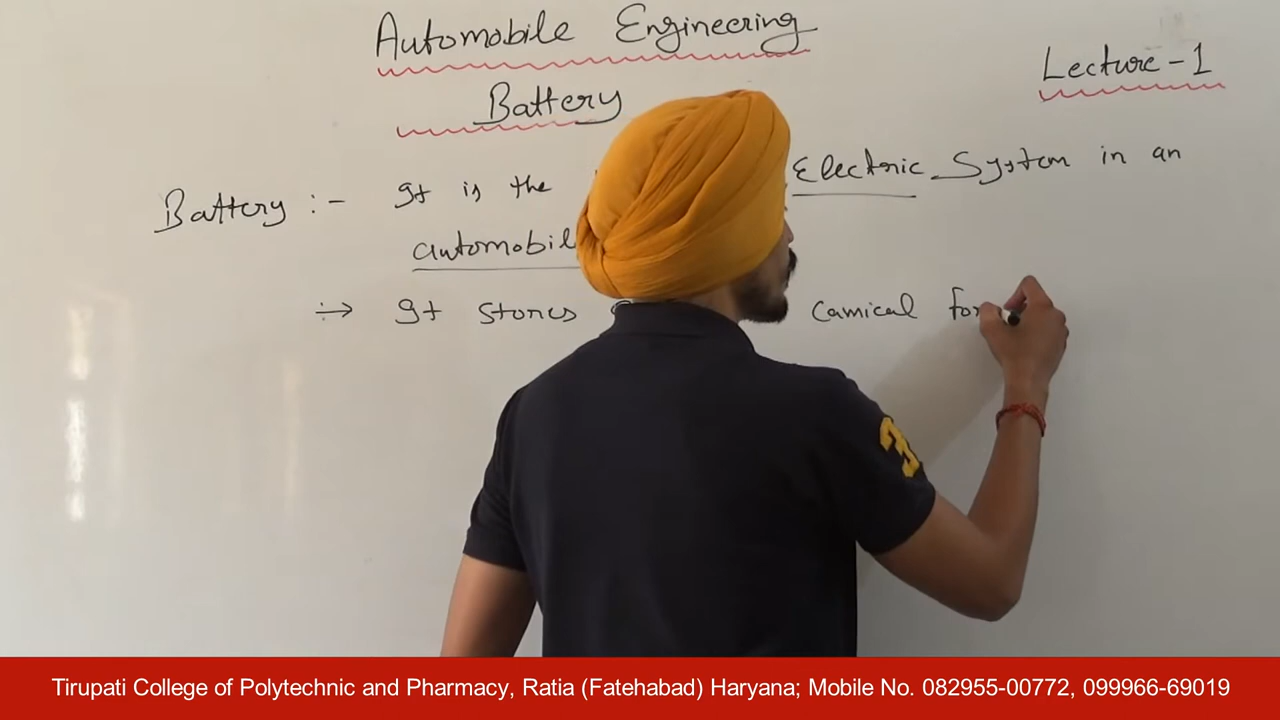 Automobile Engineering
Lecture-1
Battery
Battery :- It is the Electric System in an
automobil
It stores camical for
Tirupati College of Polytechnic and Pharmacy, Ratia (Fatehabad) Haryana; Mobile No. 082955-00772, 099966-69019